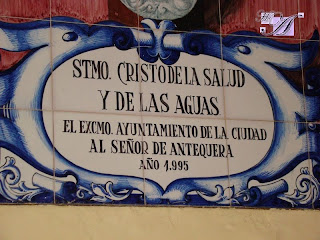 STMO. CRISTO DE LA SALUD
Y DE LAS AGUAS
EL EXCMO. AYUNTAMIENTO DE LA CIUDAD
AL SEÑOR DE ANTEQUERA
AÑO 1.995